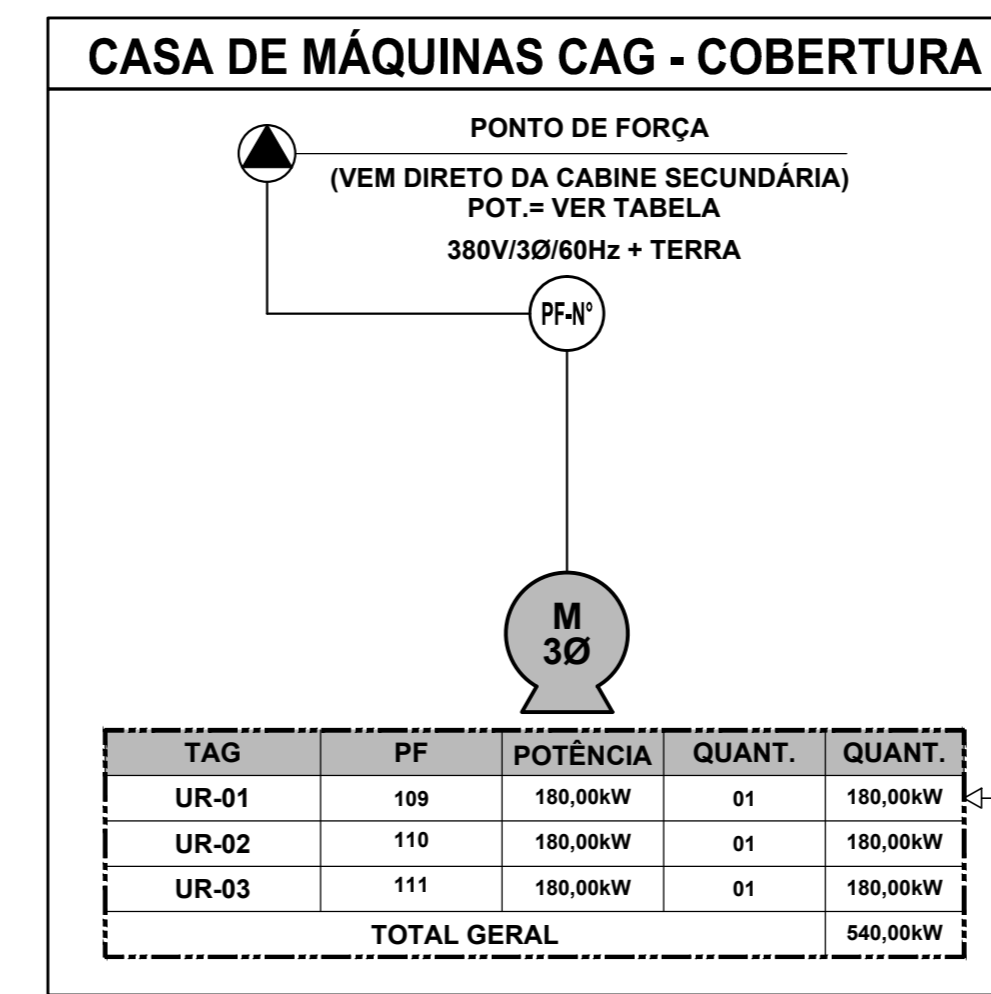 CASA DE MÁQUINAS CAG - COBERTURA
PONTO DE FORÇA
(VEM DIRETO DA CABINE SECUNDÁRIA)
POT.= VER TABELA
380V/3Ø/60Hz + TERRA
PF-N°
M
3Ø
TAG PF POTÊNCIA QUANT. QUANT.
UR-01 109 180,00kW 01 180,00kW
UR-02 110 180,00kW 01 180,00kW
UR-03 111 180,00kW 01 180,00kW
TOTAL GERAL 540,00kW